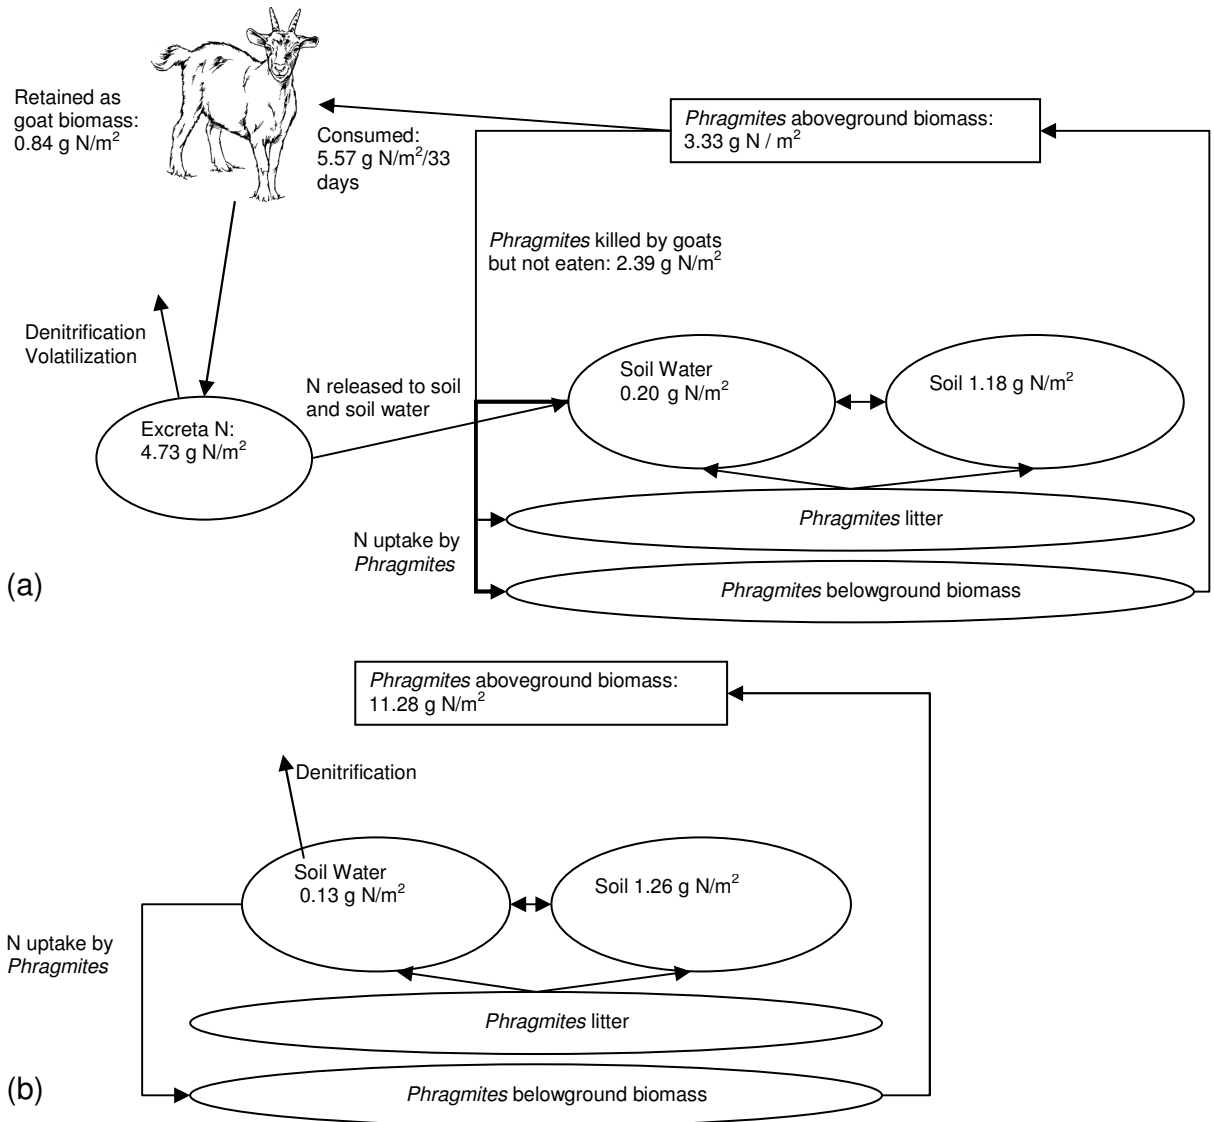 Retained as
goat biomass:
0.84 g N/m²
Consumed:
5.57 g N/m²/33
days
Phragmites aboveground biomass:
3.33 g N / m²
Phragmites killed by goats
but not eaten: 2.39 g N/m²
Denitrification
Volatilization
N released to soil
and soil water
Soil Water
0.20 g N/m²
Soil 1.18 g N/m²
Excreta N:
4.73 g N/m²
Phragmites litter
N uptake by
Phragmites
Phragmites belowground biomass
(a)
Phragmites aboveground biomass:
11.28 g N/m²
Denitrification
Soil Water
0.13 g N/m²
Soil 1.26 g N/m²
N uptake by
Phragmites
Phragmites litter
Phragmites belowground biomass
(b)